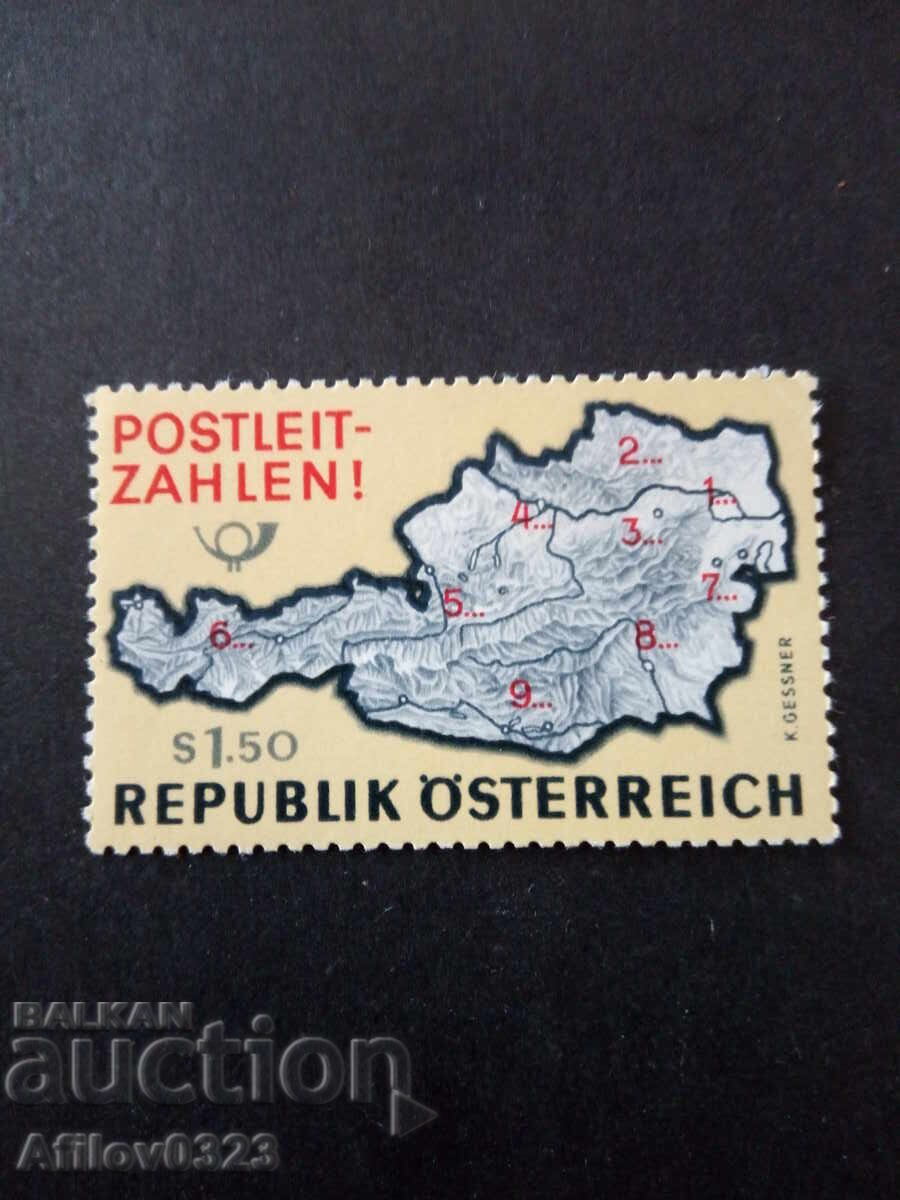 POSTLEIT-
ZAHLEN!
2...
1...
4...
3...
7...
5...
6...
8...
9...
K. GESSNER
S1.50
REPUBLIK ÖSTERREICH
BALKAN
auction
Afilov0323